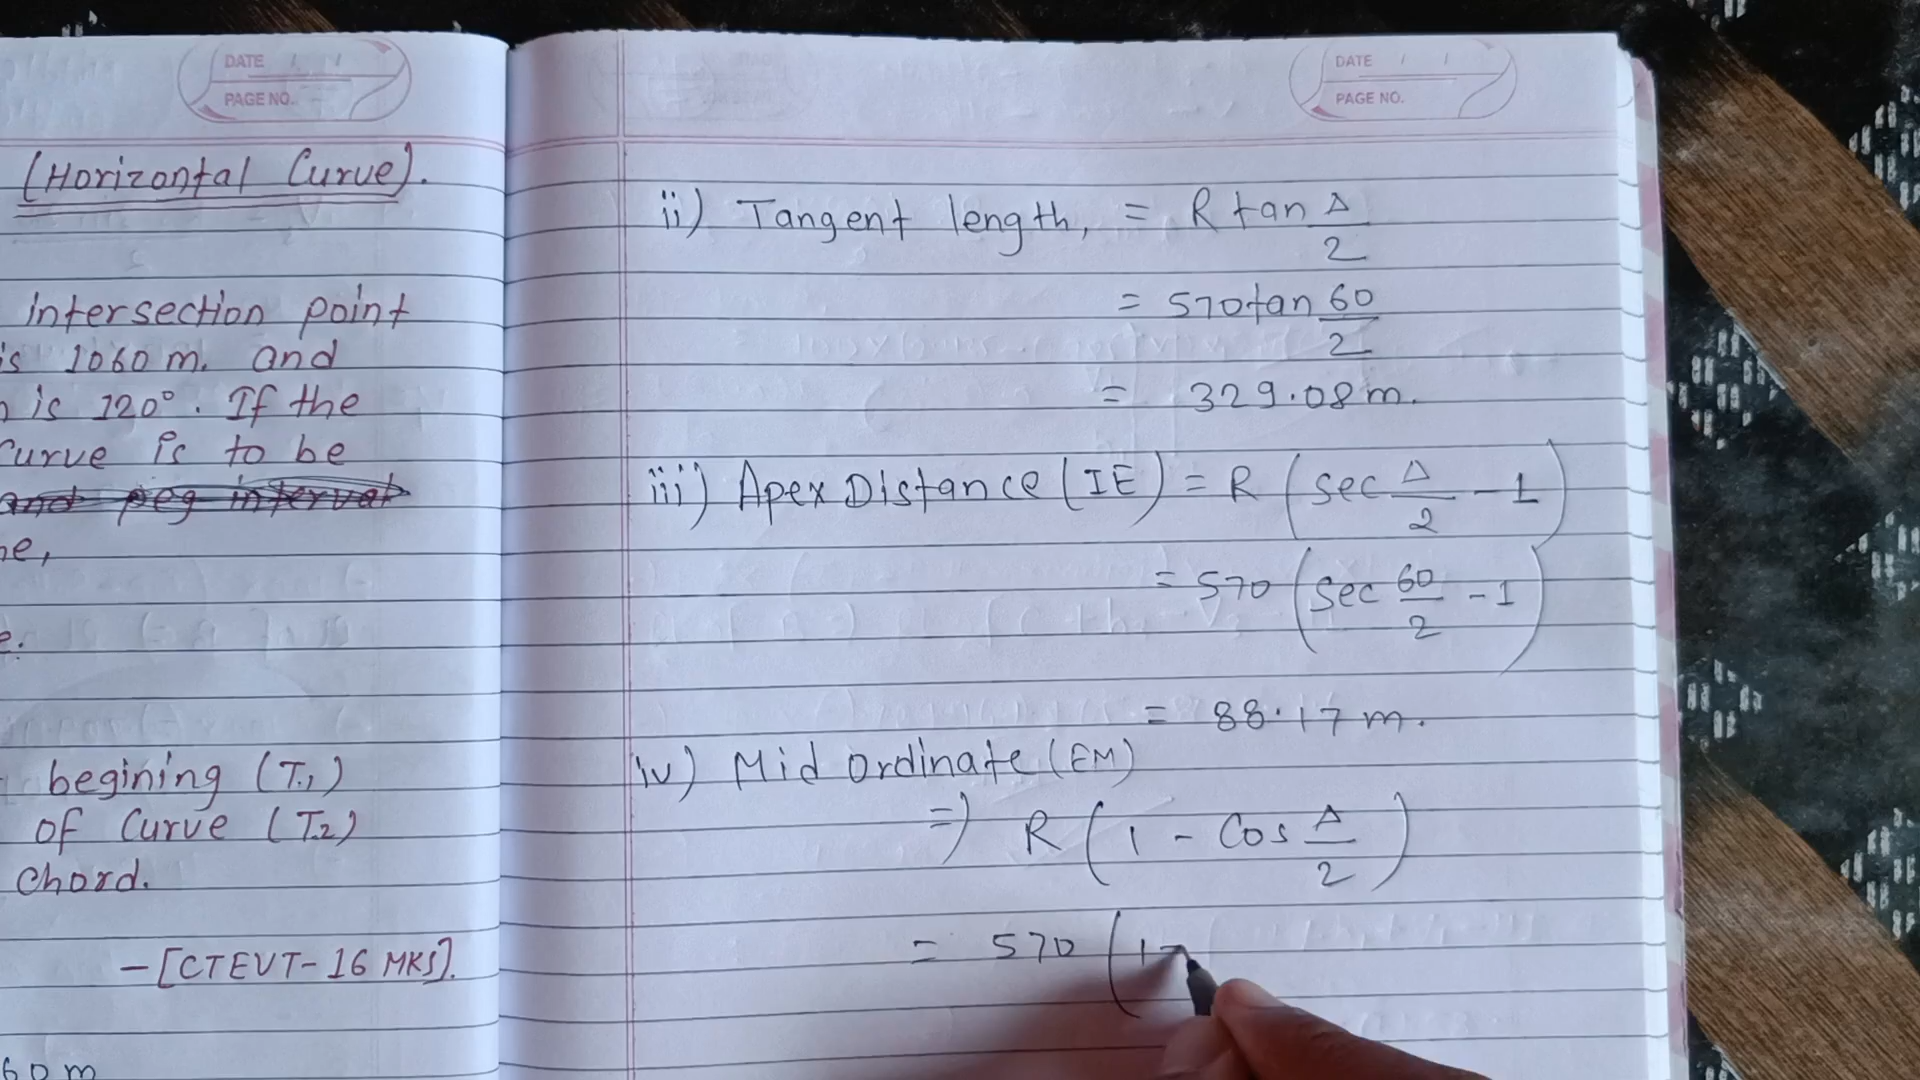 DATE / /
PAGE NO.
(Horizontal Curve).
intersection point
is 1060 m. and
is 120°. If the
Curve is to be
and peg interval
begining (T₁)
of Curve (T₂)
Chord.
-[CTEVT-16 MKS].
60 m
DATE / /
PAGE NO.
ii) Tangent length, = R tan Δ/2
= 570 tan 60/2
= 329.08 m.
iii) Apex Distance (IE) = R (sec Δ/2 - 1)
= 570 (sec 60/2 - 1)
= 88.17 m.
iv) Mid Ordinate (EM)
=) R (1 - Cos Δ/2)
= 570 (1 -